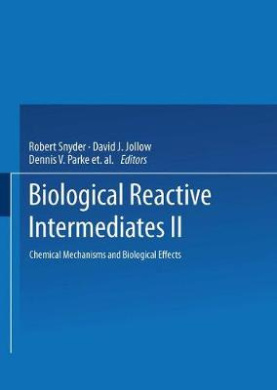 Robert Snyder · David J. Jollow
Dennis V. Parke et. al. Editors
Biological Reactive
Intermediates II
Chemical Mechanisms and Biological Effects